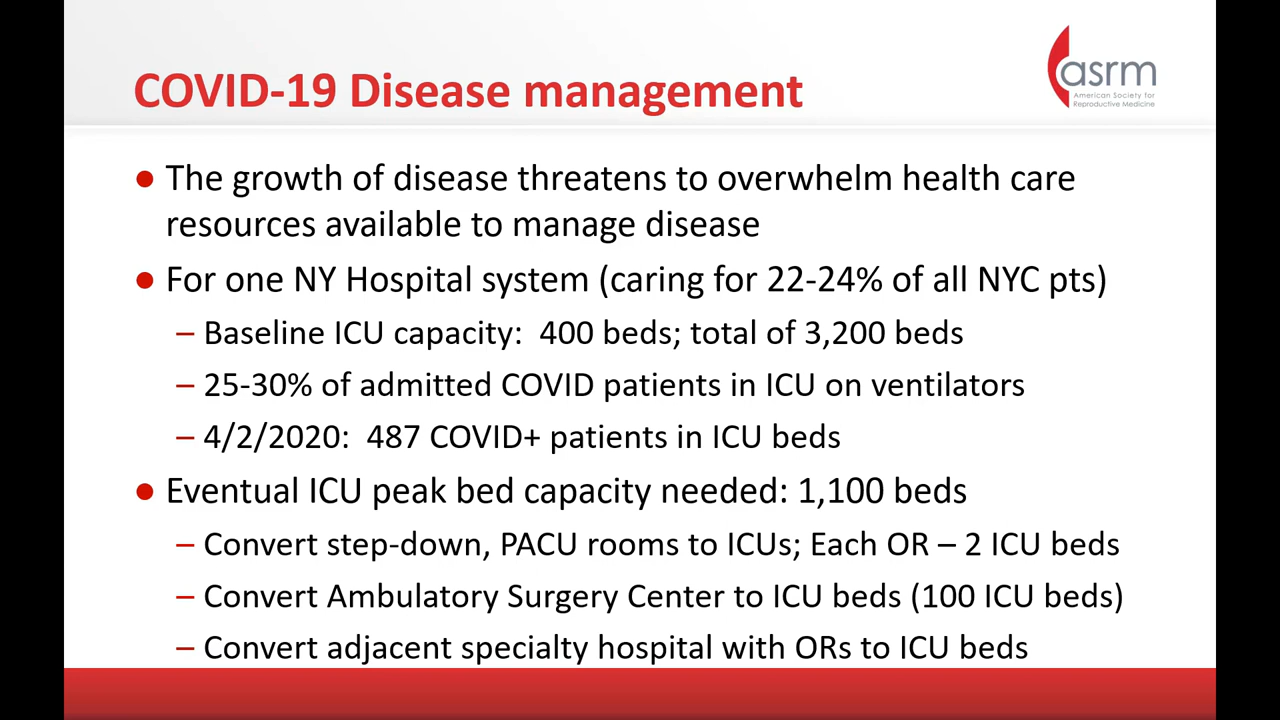 COVID-19 Disease management
asrm
American Society for
Reproductive Medicine
● The growth of disease threatens to overwhelm health care
resources available to manage disease
● For one NY Hospital system (caring for 22-24% of all NYC pts)
– Baseline ICU capacity:  400 beds; total of 3,200 beds
– 25-30% of admitted COVID patients in ICU on ventilators
– 4/2/2020:  487 COVID+ patients in ICU beds
● Eventual ICU peak bed capacity needed: 1,100 beds
– Convert step-down, PACU rooms to ICUs; Each OR – 2 ICU beds
– Convert Ambulatory Surgery Center to ICU beds (100 ICU beds)
– Convert adjacent specialty hospital with ORs to ICU beds